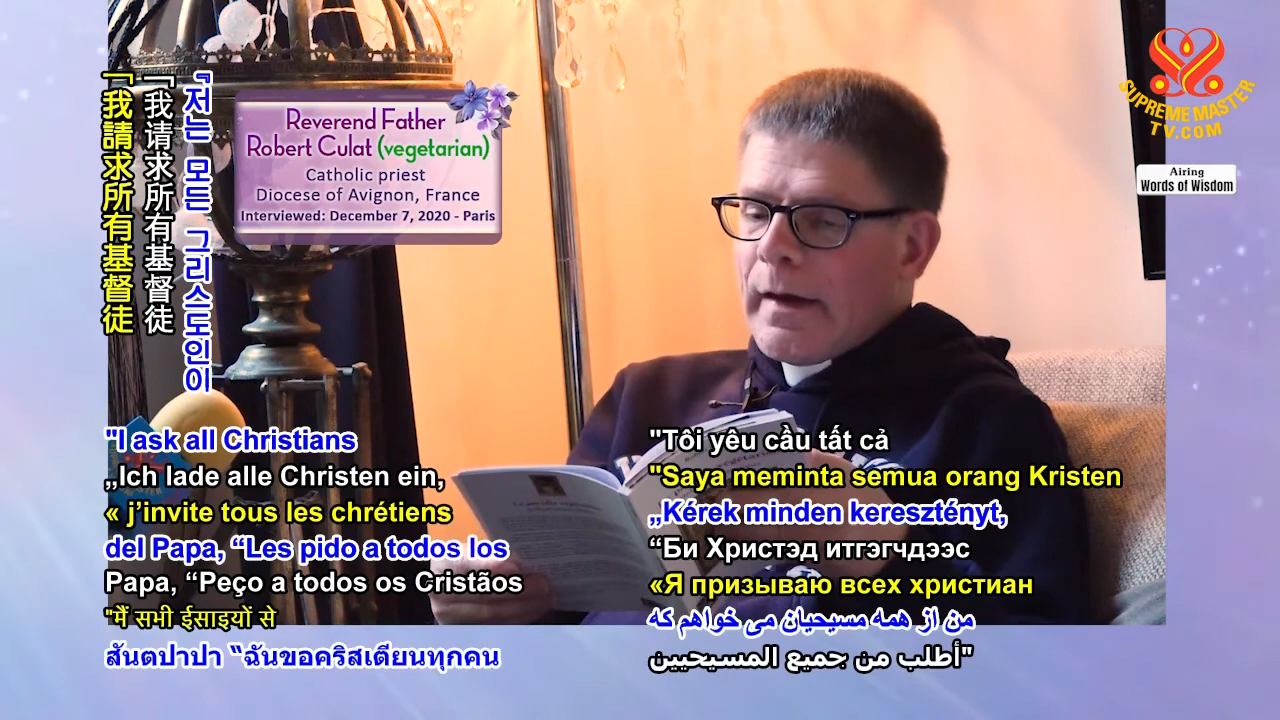 Reverend Father
Robert Culat (vegetarian)
Catholic priest
Diocese of Avignon, France
Interviewed: December 7, 2020 - Paris
SUPREME MASTER
TV.COM
Airing
Words of Wisdom
『저는 모든 그리스도인이
「我请求所有基督徒
「我請求所有基督徒
"I ask all Christians
„Ich lade alle Christen ein,
« j’invite tous les chrétiens
del Papa, “Les pido a todos los
Papa, “Peço a todos os Cristãos
"मैं सभी ईसाइयों से
สันตปาปา “ฉันขอคริสเตียนทุกคน
"Tôi yêu cầu tất cả
"Saya meminta semua orang Kristen
„Kérek minden keresztényt,
“Би Христэд итгэгчдээс
«Я призываю всех христиан
من از همه مسیحیان می خواهم که
"أطلب من جميع المسيحيين